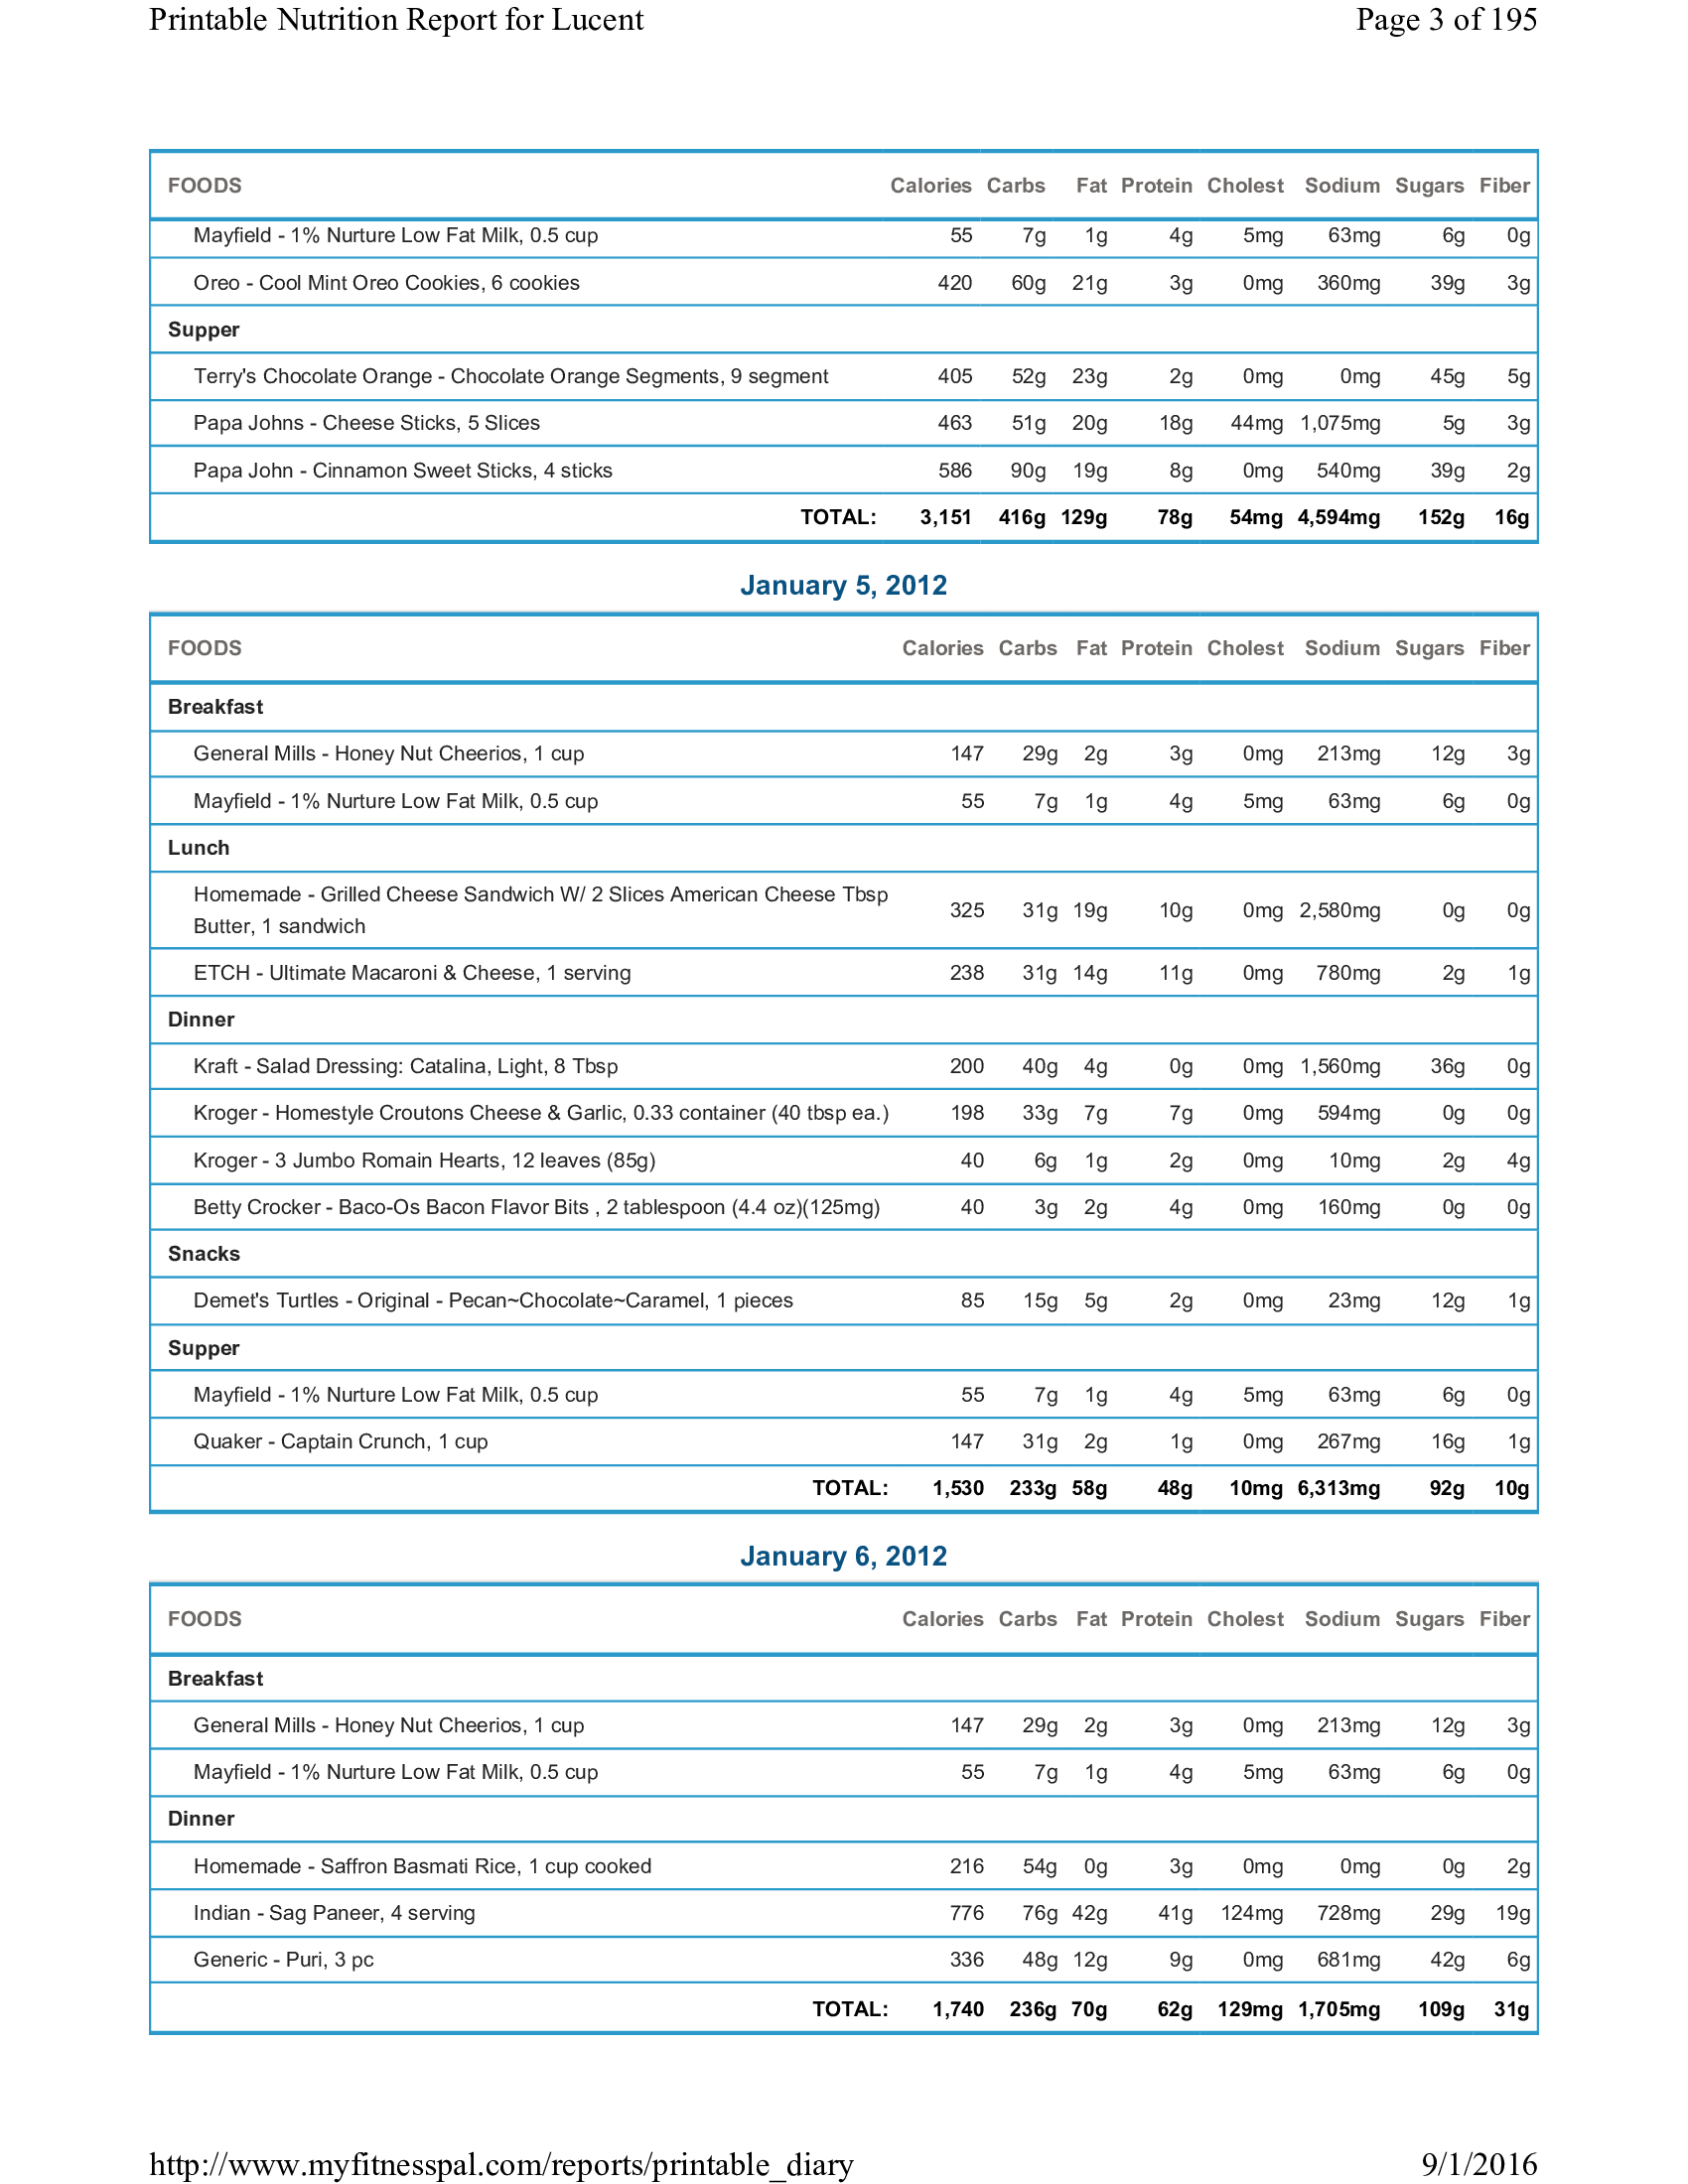 Printable Nutrition Report for Lucent Page 3 of 195
FOODS Calories Carbs Fat Protein Cholest Sodium Sugars Fiber
Mayfield - 1% Nurture Low Fat Milk, 0.5 cup 55 7g 1g 4g 5mg 63mg 6g 0g
Oreo - Cool Mint Oreo Cookies, 6 cookies 420 60g 21g 3g 0mg 360mg 39g 3g
Supper
Terry's Chocolate Orange - Chocolate Orange Segments, 9 segment 405 52g 23g 2g 0mg 0mg 45g 5g
Papa Johns - Cheese Sticks, 5 Slices 463 51g 20g 18g 44mg 1,075mg 5g 3g
Papa John - Cinnamon Sweet Sticks, 4 sticks 586 90g 19g 8g 0mg 540mg 39g 2g
TOTAL: 3,151 416g 129g 78g 54mg 4,594mg 152g 16g
January 5, 2012
FOODS Calories Carbs Fat Protein Cholest Sodium Sugars Fiber
Breakfast
General Mills - Honey Nut Cheerios, 1 cup 147 29g 2g 3g 0mg 213mg 12g 3g
Mayfield - 1% Nurture Low Fat Milk, 0.5 cup 55 7g 1g 4g 5mg 63mg 6g 0g
Lunch
Homemade - Grilled Cheese Sandwich W/ 2 Slices American Cheese Tbsp
Butter, 1 sandwich 325 31g 19g 10g 0mg 2,580mg 0g 0g
ETCH - Ultimate Macaroni & Cheese, 1 serving 238 31g 14g 11g 0mg 780mg 2g 1g
Dinner
Kraft - Salad Dressing: Catalina, Light, 8 Tbsp 200 40g 4g 0g 0mg 1,560mg 36g 0g
Kroger - Homestyle Croutons Cheese & Garlic, 0.33 container (40 tbsp ea.) 198 33g 7g 7g 0mg 594mg 0g 0g
Kroger - 3 Jumbo Romain Hearts, 12 leaves (85g) 40 6g 1g 2g 0mg 10mg 2g 4g
Betty Crocker - Baco-Os Bacon Flavor Bits , 2 tablespoon (4.4 oz)(125mg) 40 3g 2g 4g 0mg 160mg 0g 0g
Snacks
Demet's Turtles - Original - Pecan~Chocolate~Caramel, 1 pieces 85 15g 5g 2g 0mg 23mg 12g 1g
Supper
Mayfield - 1% Nurture Low Fat Milk, 0.5 cup 55 7g 1g 4g 5mg 63mg 6g 0g
Quaker - Captain Crunch, 1 cup 147 31g 2g 1g 0mg 267mg 16g 1g
TOTAL: 1,530 233g 58g 48g 10mg 6,313mg 92g 10g
January 6, 2012
FOODS Calories Carbs Fat Protein Cholest Sodium Sugars Fiber
Breakfast
General Mills - Honey Nut Cheerios, 1 cup 147 29g 2g 3g 0mg 213mg 12g 3g
Mayfield - 1% Nurture Low Fat Milk, 0.5 cup 55 7g 1g 4g 5mg 63mg 6g 0g
Dinner
Homemade - Saffron Basmati Rice, 1 cup cooked 216 54g 0g 3g 0mg 0mg 0g 2g
Indian - Sag Paneer, 4 serving 776 76g 42g 41g 124mg 728mg 29g 19g
Generic - Puri, 3 pc 336 48g 12g 9g 0mg 681mg 42g 6g
TOTAL: 1,740 236g 70g 62g 129mg 1,705mg 109g 31g
http://www.myfitnesspal.com/reports/printable_diary 9/1/2016